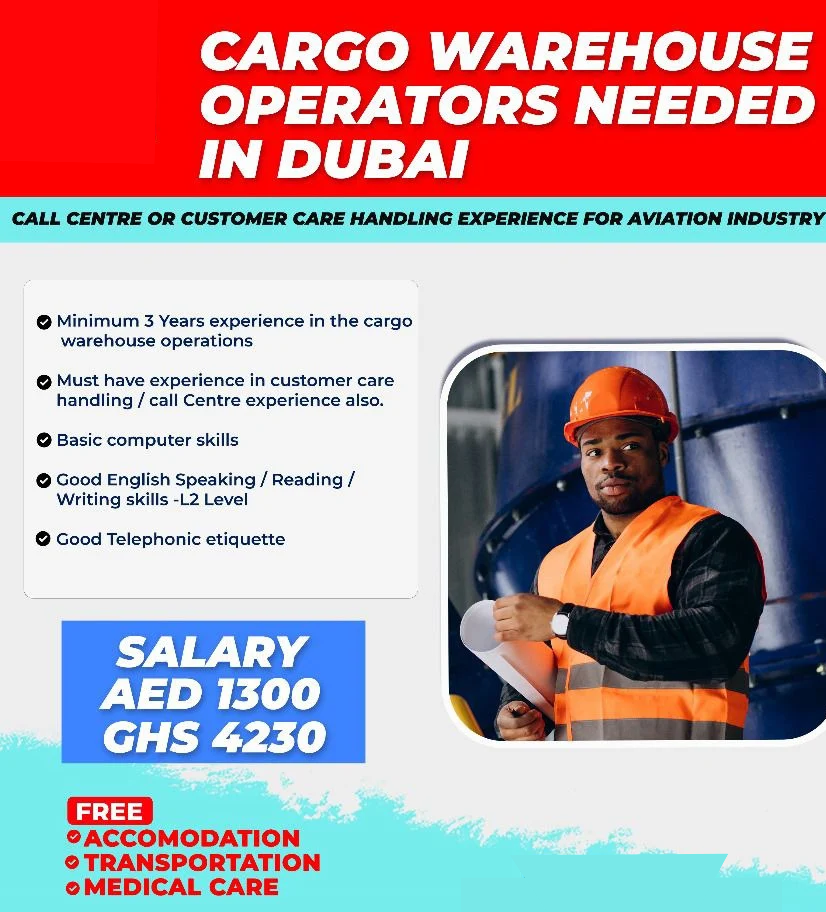 CARGO WAREHOUSE
OPERATORS NEEDED
IN DUBAI
CALL CENTRE OR CUSTOMER CARE HANDLING EXPERIENCE FOR AVIATION INDUSTRY
Minimum 3 Years experience in the cargo
warehouse operations
Must have experience in customer care
handling / call Centre experience also.
Basic computer skills
Good English Speaking / Reading /
Writing skills -L2 Level
Good Telephonic etiquette
SALARY
AED 1300
GHS 4230
FREE
ACCOMODATION
TRANSPORTATION
MEDICAL CARE